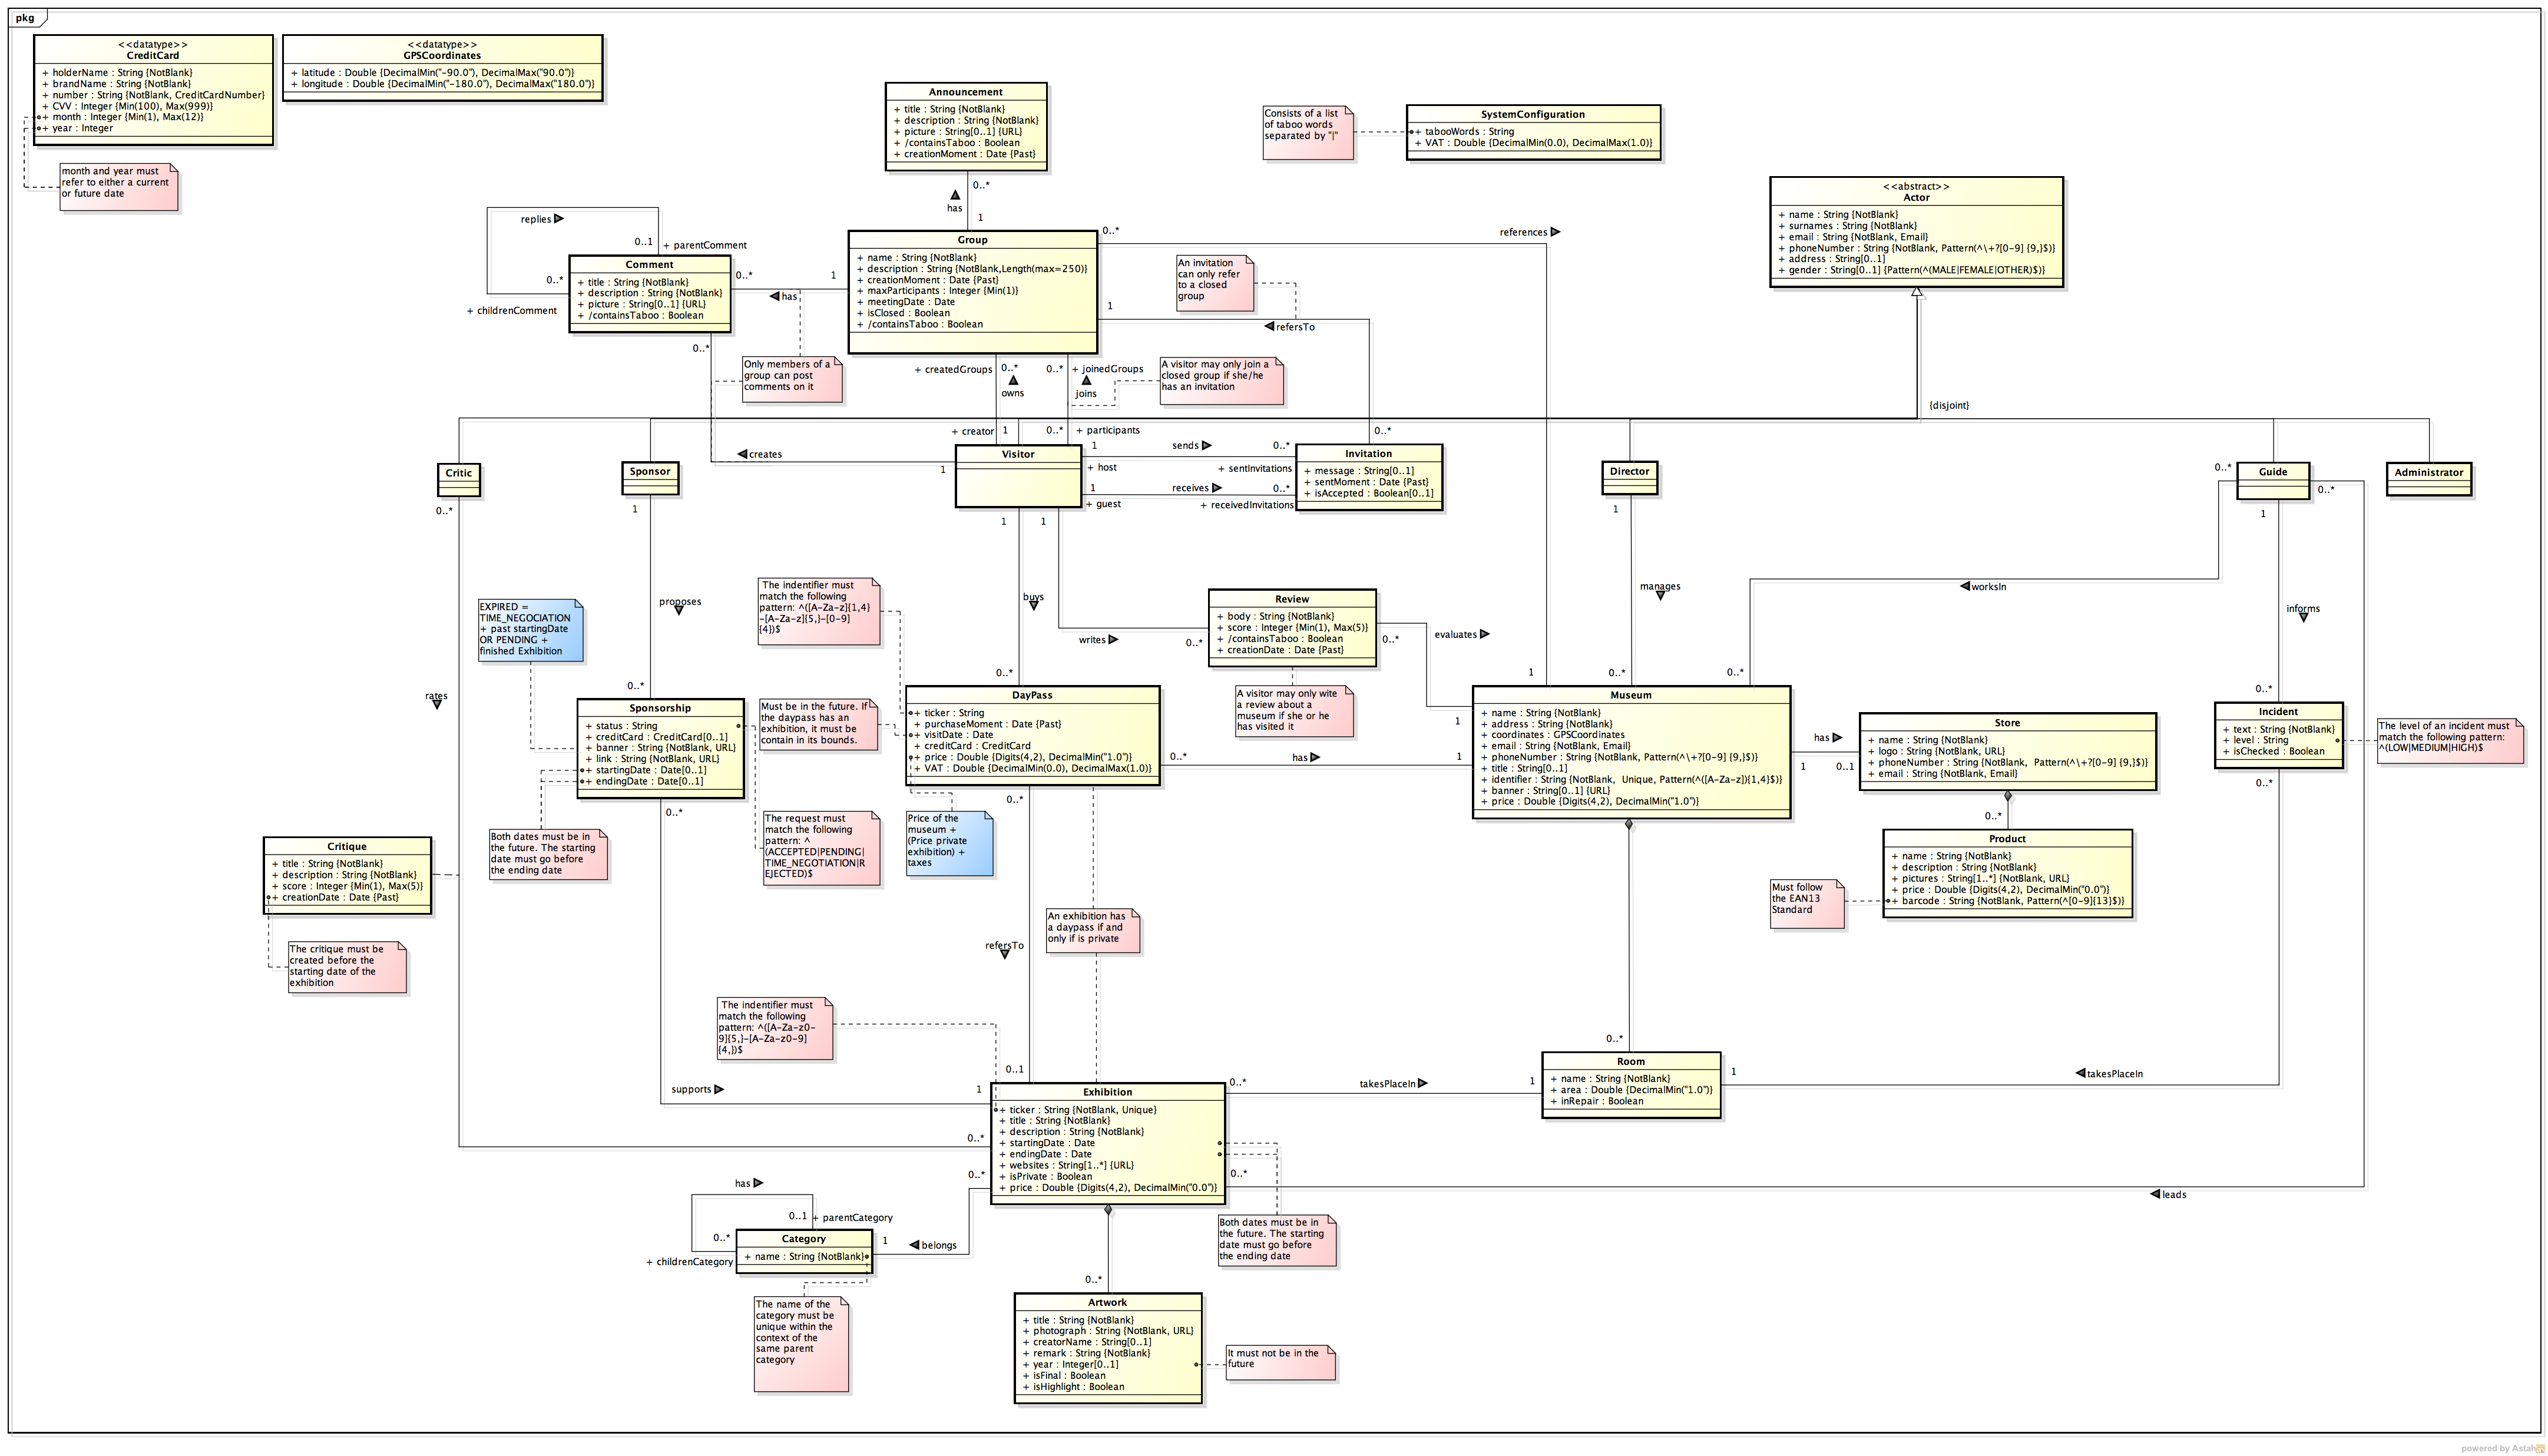 pkg
<<datatype>>
CreditCard
+ holderName : String {NotBlank}
+ brandName : String {NotBlank}
+ number : String {NotBlank, CreditCardNumber}
+ CVV : Integer {Min(100), Max(999)}
+ month : Integer {Min(1), Max(12)}
+ year : Integer
month and year must
refer to either a current
or future date
<<datatype>>
GPSCoordinates
+ latitude : Double {DecimalMin("-90.0"), DecimalMax("90.0")}
+ longitude : Double {DecimalMin("-180.0"), DecimalMax("180.0")}
Announcement
+ title : String {NotBlank}
+ description : String {NotBlank}
+ picture : String[0..1] {URL}
+ /containsTaboo : Boolean
+ creationMoment : Date {Past}
0..*
has
1
Consists of a list
of taboo words
separated by "|"
SystemConfiguration
+ tabooWords : String
+ VAT : Double {DecimalMin(0.0), DecimalMax(1.0)}
<<abstract>>
Actor
+ name : String {NotBlank}
+ surnames : String {NotBlank}
+ email : String {NotBlank, Email}
+ phoneNumber : String {NotBlank, Pattern(^\+?[0-9] {9,}$)}
+ address : String[0..1]
+ gender : String[0..1] {Pattern(^(MALE|FEMALE|OTHER)$)}
{disjoint}
replies
0..1
+ parentComment
0..*
+ childrenComment
Comment
+ title : String {NotBlank}
+ description : String {NotBlank}
+ picture : String[0..1] {URL}
+ /containsTaboo : Boolean
0..*
1
has
0..*
Only members of a
group can post
comments on it
Group
+ name : String {NotBlank}
+ description : String {NotBlank,Length(max=250)}
+ creationMoment : Date {Past}
+ maxParticipants : Integer {Min(1)}
+ meetingDate : Date
+ isClosed : Boolean
+ /containsTaboo : Boolean
0..*
references
An invitation
can only refer
to a closed
group
1
refersTo
+ createdGroups
0..*
owns
0..*
+ joinedGroups
joins
A visitor may only join a
closed group if she/he
has an invitation
+ creator
1
0..*
+ participants
creates
1
Visitor
1
sends
0..*
+ host
+ sentInvitations
1
receives
0..*
+ guest
+ receivedInvitations
0..*
Invitation
+ message : String[0..1]
+ sentMoment : Date {Past}
+ isAccepted : Boolean[0..1]
Critic
0..*
Sponsor
1
Director
1
Guide
0..*
0..*
1
Administrator
rates
proposes
0..*
EXPIRED =
TIME_NEGOCIATION
+ past startingDate
OR PENDING +
finished Exhibition
The indentifier must
match the following
pattern: ^([A-Za-z]{1,4}
-[A-Za-z]{5,}-[0-9]
{4})$
1
1
buys
0..*
writes
0..*
Review
+ body : String {NotBlank}
+ score : Integer {Min(1), Max(5)}
+ /containsTaboo : Boolean
+ creationDate : Date {Past}
0..*
evaluates
1
A visitor may only wite
a review about a
museum if she or he
has visited it
manages
worksIn
informs
1
0..*
0..*
0..*
Sponsorship
+ status : String
+ creditCard : CreditCard[0..1]
+ banner : String {NotBlank, URL}
+ link : String {NotBlank, URL}
+ startingDate : Date[0..1]
+ endingDate : Date[0..1]
Must be in the future. If
the daypass has an
exhibition, it must be
contain in its bounds.
DayPass
+ ticker : String
+ purchaseMoment : Date {Past}
+ visitDate : Date
+ creditCard : CreditCard
+ price : Double {Digits(4,2), DecimalMin("1.0")}
+ VAT : Double {DecimalMin(0.0), DecimalMax(1.0)}
0..*
has
1
Museum
+ name : String {NotBlank}
+ address : String {NotBlank}
+ coordinates : GPSCoordinates
+ email : String {NotBlank, Email}
+ phoneNumber : String {NotBlank, Pattern(^\+?[0-9] {9,}$)}
+ title : String[0..1]
+ identifier : String {NotBlank, Unique, Pattern(^([A-Za-z]){1,4}$)}
+ banner : String[0..1] {URL}
+ price : Double {Digits(4,2), DecimalMin("1.0")}
has
1
0..1
Store
+ name : String {NotBlank}
+ logo : String {NotBlank, URL}
+ phoneNumber : String {NotBlank, Pattern(^\+?[0-9] {9,}$)}
+ email : String {NotBlank, Email}
0..*
Product
+ name : String {NotBlank}
+ description : String {NotBlank}
+ pictures : String[1..*] {NotBlank, URL}
+ price : Double {Digits(4,2), DecimalMin("0.0")}
+ barcode : String {NotBlank, Pattern(^[0-9]{13}$)}
Must follow
the EAN13
Standard
Incident
+ text : String {NotBlank}
+ level : String
+ isChecked : Boolean
0..*
The level of an incident must
match the following pattern:
^(LOW|MEDIUM|HIGH)$
Critique
+ title : String {NotBlank}
+ description : String {NotBlank}
+ score : Integer {Min(1), Max(5)}
+ creationDate : Date {Past}
The critique must be
created before the
starting date of the
exhibition
Both dates must be in
the future. The starting
date must go before
the ending date
0..*
The request must
match the following
pattern: ^
(ACCEPTED|PENDING|
TIME_NEGOTIATION|R
EJECTED)$
Price of the
museum +
(Price private
exhibition) +
taxes
0..*
An exhibition has
a daypass if and
only if is private
refersTo
0..1
The indentifier must
match the following
pattern: ^([A-Za-z0-
9]{5,}-[A-Za-z0-9]
{4,})$
supports
1
0..*
0..*
Exhibition
+ ticker : String {NotBlank, Unique}
+ title : String {NotBlank}
+ description : String {NotBlank}
+ startingDate : Date
+ endingDate : Date
+ websites : String[1..*] {URL}
+ isPrivate : Boolean
+ price : Double {Digits(4,2), DecimalMin("0.0")}
0..*
takesPlaceIn
1
0..*
Room
+ name : String {NotBlank}
+ area : Double {DecimalMin("1.0")}
+ inRepair : Boolean
1
takesPlaceIn
0..*
leads
Both dates must be in
the future. The starting
date must go before
the ending date
has
0..1
+ parentCategory
0..*
+ childrenCategory
Category
+ name : String {NotBlank}
1
belongs
The name of the
category must be
unique within the
context of the
same parent
category
0..*
Artwork
+ title : String {NotBlank}
+ photograph : String {NotBlank, URL}
+ creatorName : String[0..1]
+ remark : String {NotBlank}
+ year : Integer[0..1]
+ isFinal : Boolean
+ isHighlight : Boolean
It must not be in the
future
powered by Astah